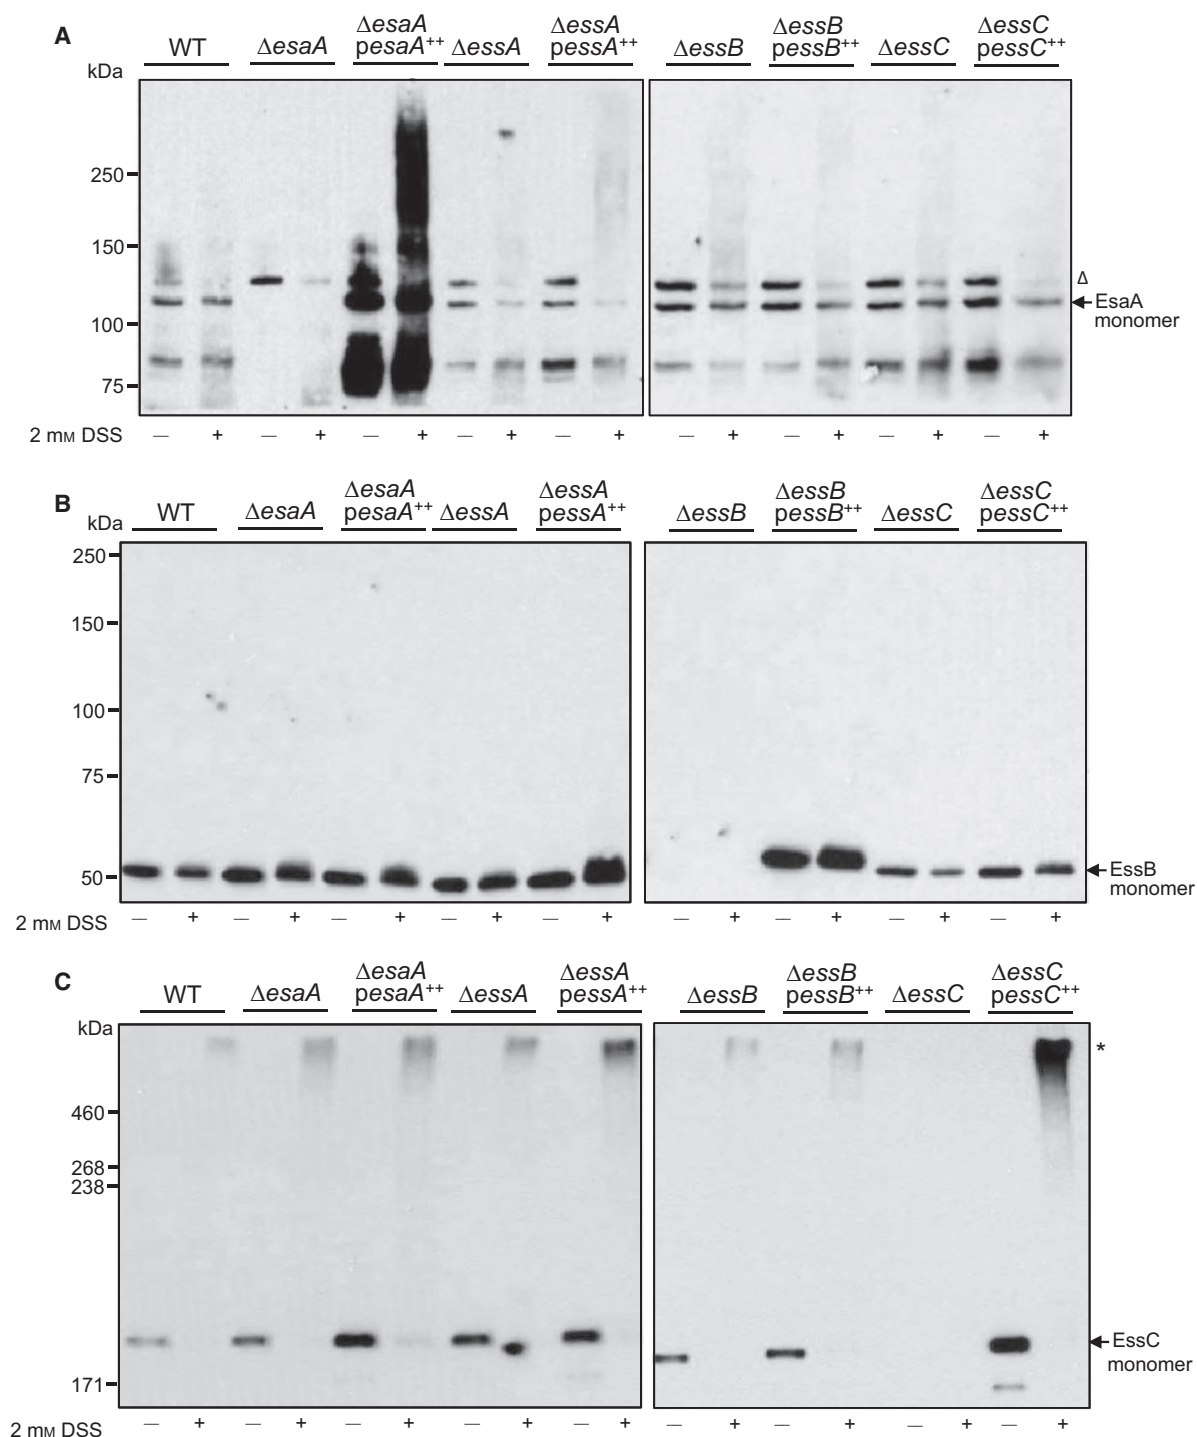 A
WT ΔesaA ΔesaA pesaA++ ΔessA ΔessA pessA++ ΔessB ΔessB pessB++ ΔessC ΔessC pessC++
kDa
250
150
Δ
EsaA monomer
100
75
2 mM DSS — + — + — + — + — + — + — + — + — +
B
WT ΔesaA ΔesaA pesaA++ ΔessA ΔessA pessA++ ΔessB ΔessB pessB++ ΔessC ΔessC pessC++
kDa
250
150
100
75
50
EssB monomer
2 mM DSS — + — + — + — + — + — + — + — + — +
C
WT ΔesaA ΔesaA pesaA++ ΔessA ΔessA pessA++ ΔessB ΔessB pessB++ ΔessC ΔessC pessC++
kDa
*
460
268
238
EssC monomer
171
2 mM DSS — + — + — + — + — + — + — + — + — +